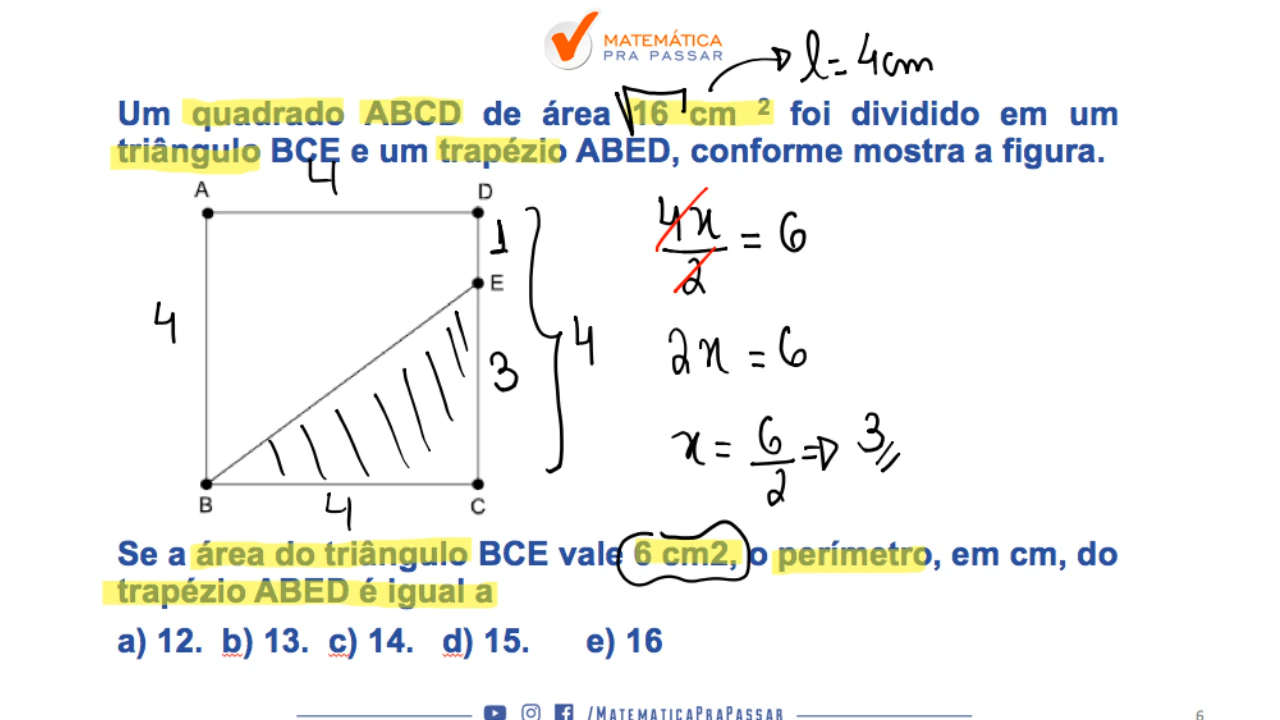 MATEMÁTICA
PRA PASSAR
l = 4cm
Um quadrado ABCD de área √16 cm ² foi dividido em um
triângulo BCE e um trapézio ABED, conforme mostra a figura.
4
A
D
1
E
4
3
4
B
4
C
4x/2 = 6
2x = 6
x = 6/2 ⇒ 3
Se a área do triângulo BCE vale 6 cm2, o perímetro, em cm, do
trapézio ABED é igual a
a) 12. b) 13. c) 14. d) 15. e) 16
/MATEMATICAPRAPASSAR
6